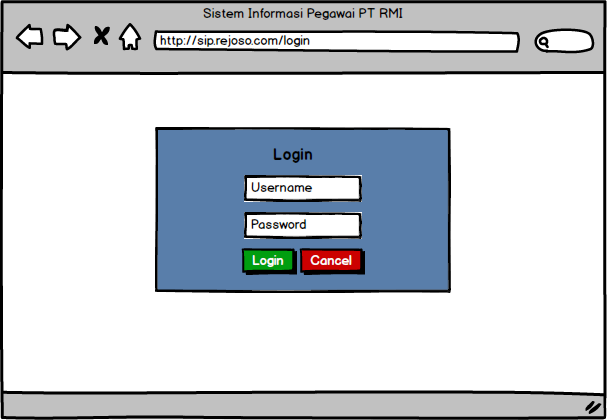 Sistem Informasi Pegawai PT RMI
http://sip.rejoso.com/login
Login
Username
Password
Login Cancel